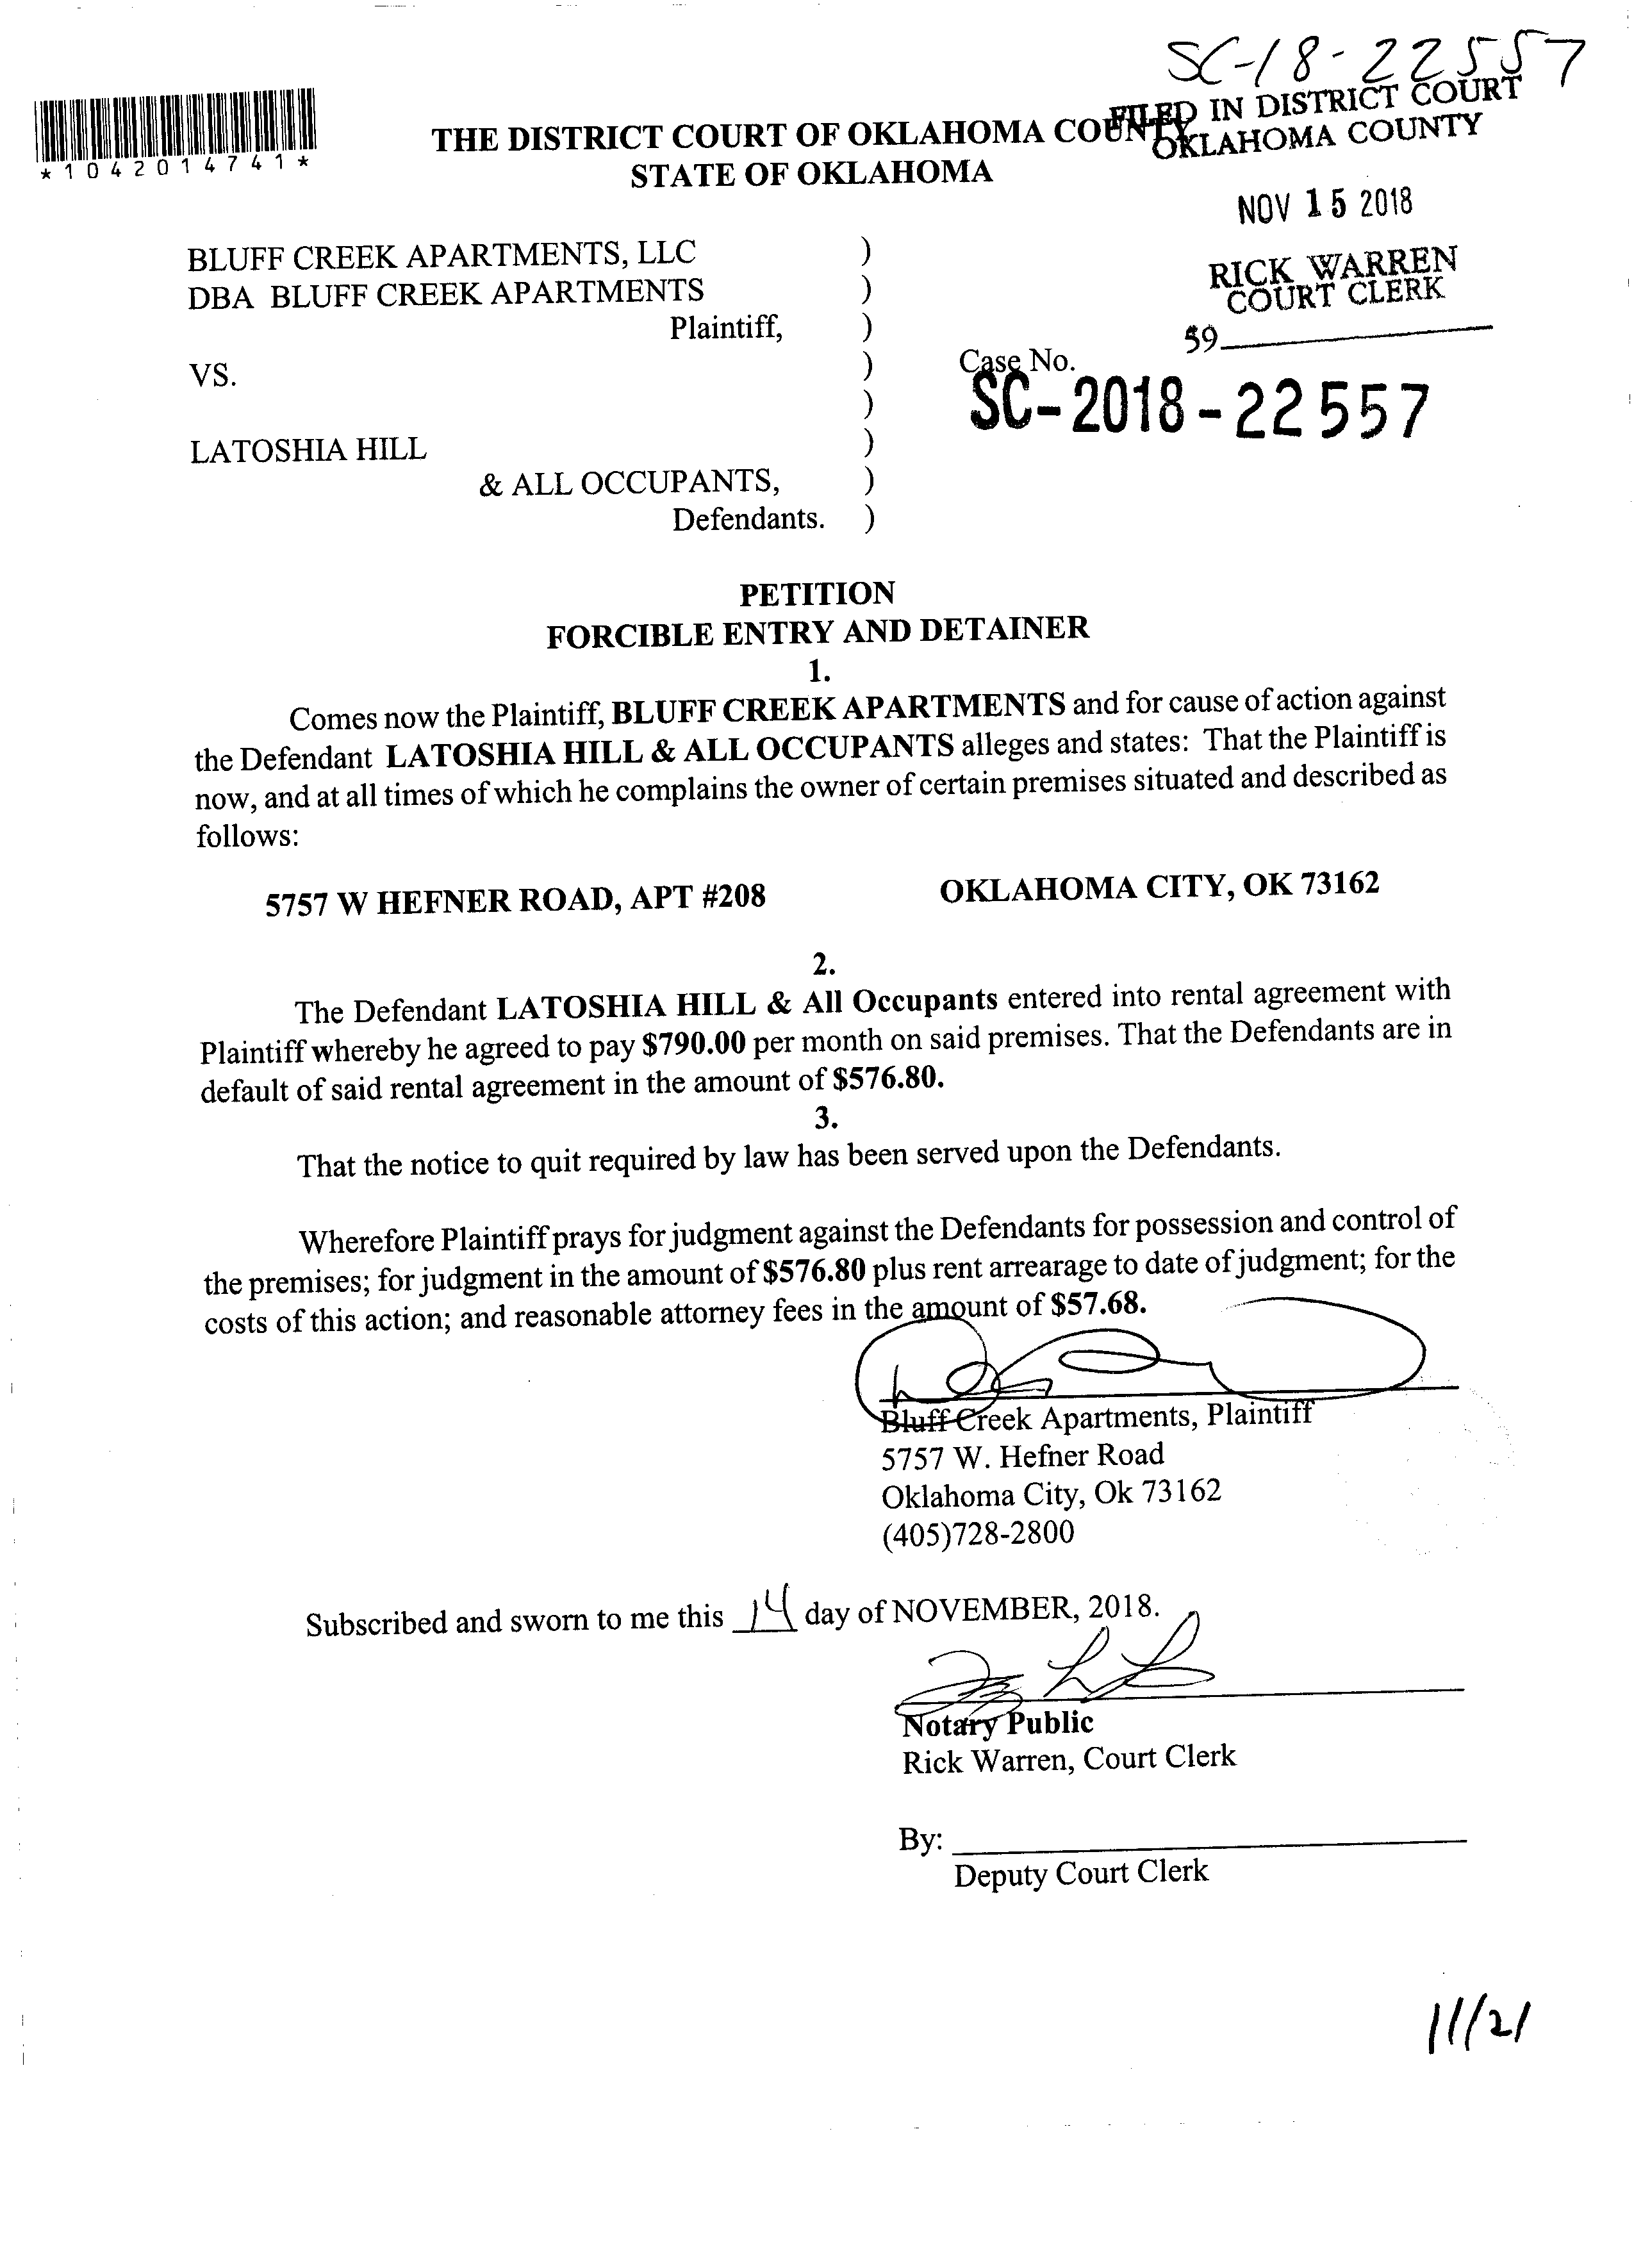 SC-18-22557
*1042014741*
THE DISTRICT COURT OF OKLAHOMA COUNTY
STATE OF OKLAHOMA
FILED IN DISTRICT COURT
OKLAHOMA COUNTY
NOV 15 2018
RICK WARREN
COURT CLERK
59
BLUFF CREEK APARTMENTS, LLC )
DBA BLUFF CREEK APARTMENTS )
Plaintiff, )
VS. )
)
LATOSHIA HILL )
& ALL OCCUPANTS, )
Defendants. )
Case No.
SC-2018-22557
PETITION
FORCIBLE ENTRY AND DETAINER
1.
Comes now the Plaintiff, BLUFF CREEK APARTMENTS and for cause of action against
the Defendant LATOSHIA HILL & ALL OCCUPANTS alleges and states: That the Plaintiff is
now, and at all times of which he complains the owner of certain premises situated and described as
follows:
5757 W HEFNER ROAD, APT #208 OKLAHOMA CITY, OK 73162
2.
The Defendant LATOSHIA HILL & All Occupants entered into rental agreement with
Plaintiff whereby he agreed to pay $790.00 per month on said premises. That the Defendants are in
default of said rental agreement in the amount of $576.80.
3.
That the notice to quit required by law has been served upon the Defendants.
Wherefore Plaintiff prays for judgment against the Defendants for possession and control of
the premises; for judgment in the amount of $576.80 plus rent arrearage to date of judgment; for the
costs of this action; and reasonable attorney fees in the amount of $57.68.
Bluff Creek Apartments, Plaintiff
5757 W. Hefner Road
Oklahoma City, Ok 73162
(405)728-2800
Subscribed and sworn to me this 14 day of NOVEMBER, 2018.
Notary Public
Rick Warren, Court Clerk
By:
Deputy Court Clerk
11/21